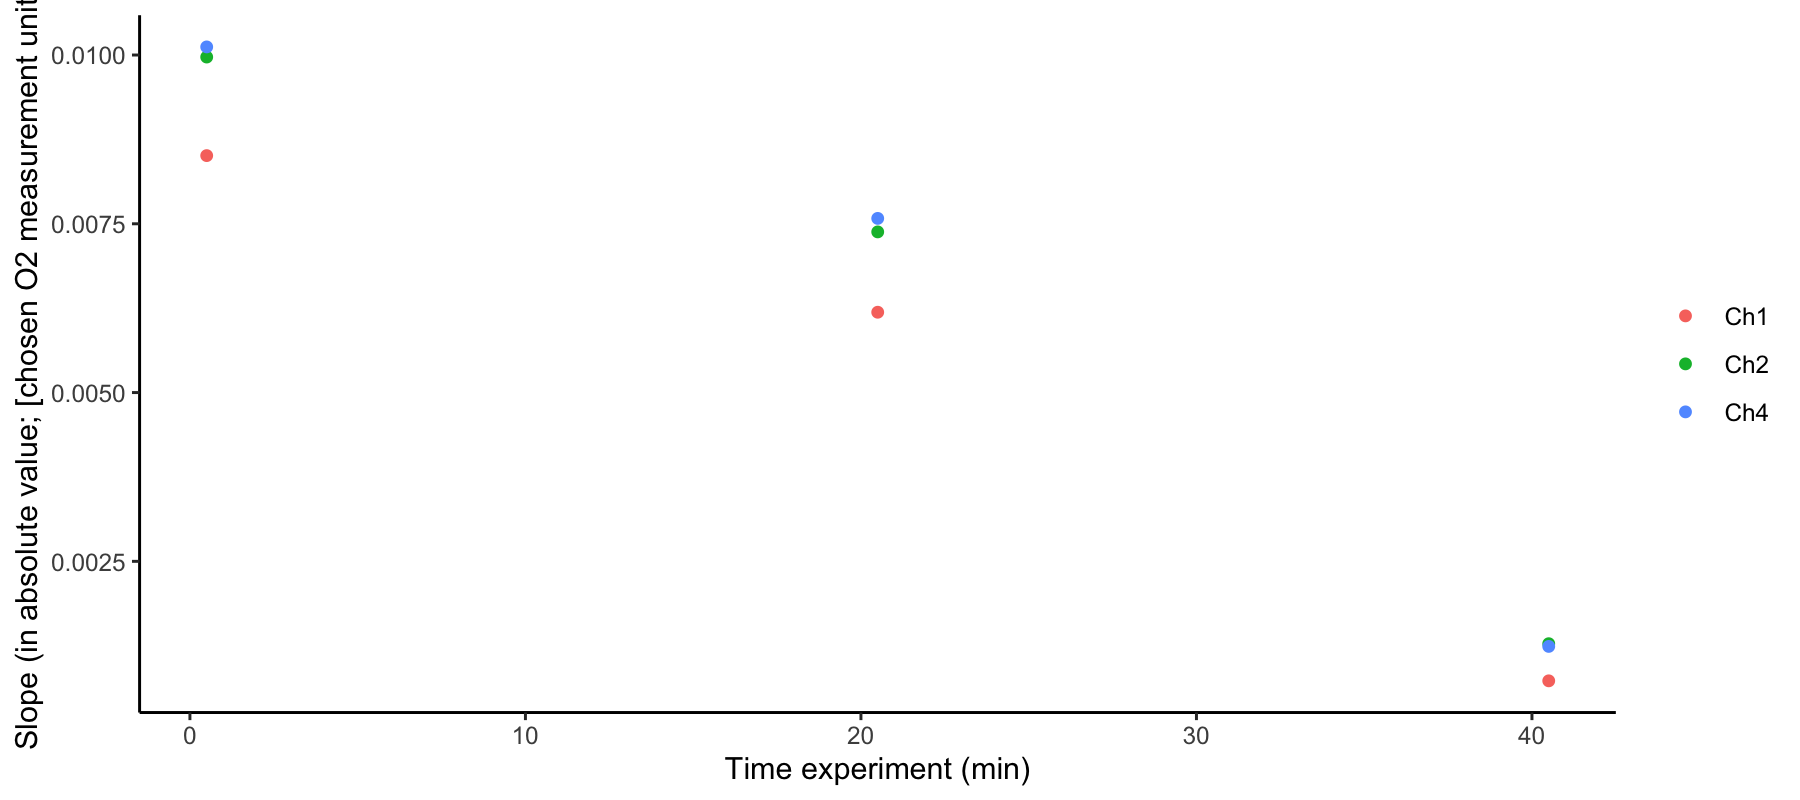 Slope (in absolute value; [chosen O2 measurement unit
0.0100
0.0075
0.0050
0.0025
0
10
20
30
40
Time experiment (min)
Ch1
Ch2
Ch4